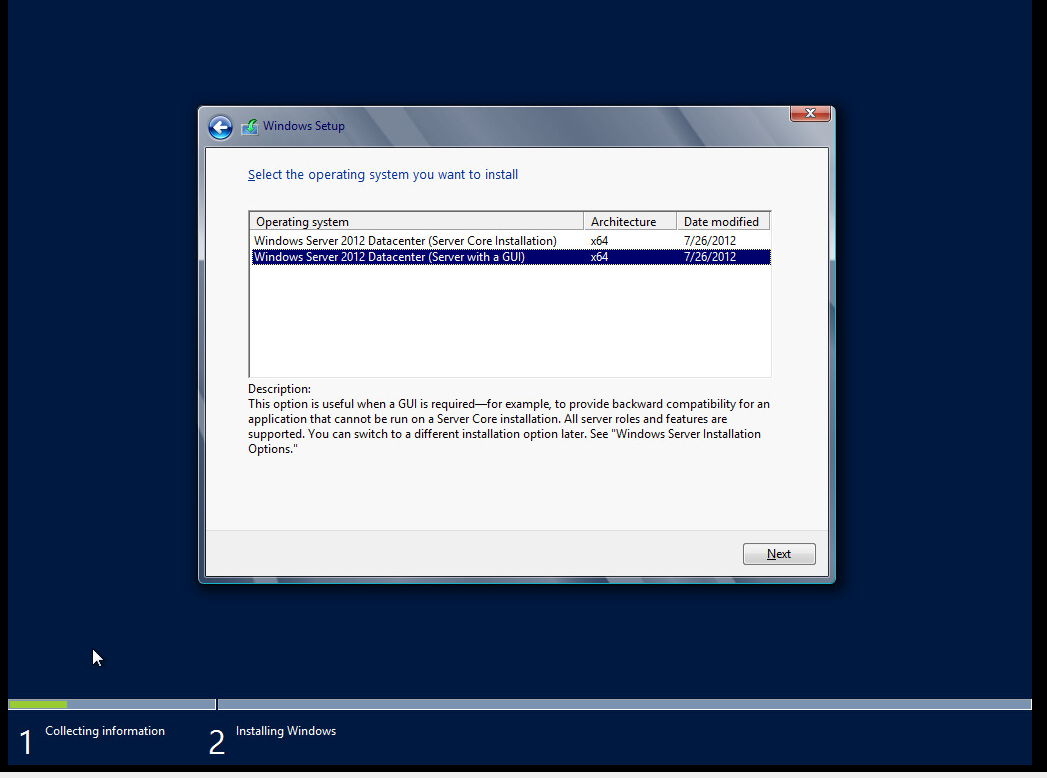 Windows Setup
Select the operating system you want to install
Operating system Architecture Date modified
Windows Server 2012 Datacenter (Server Core Installation) x64 7/26/2012
Windows Server 2012 Datacenter (Server with a GUI) x64 7/26/2012
Description:
This option is useful when a GUI is required—for example, to provide backward compatibility for an
application that cannot be run on a Server Core installation. All server roles and features are
supported. You can switch to a different installation option later. See "Windows Server Installation
Options."
Next
1 Collecting information 2 Installing Windows